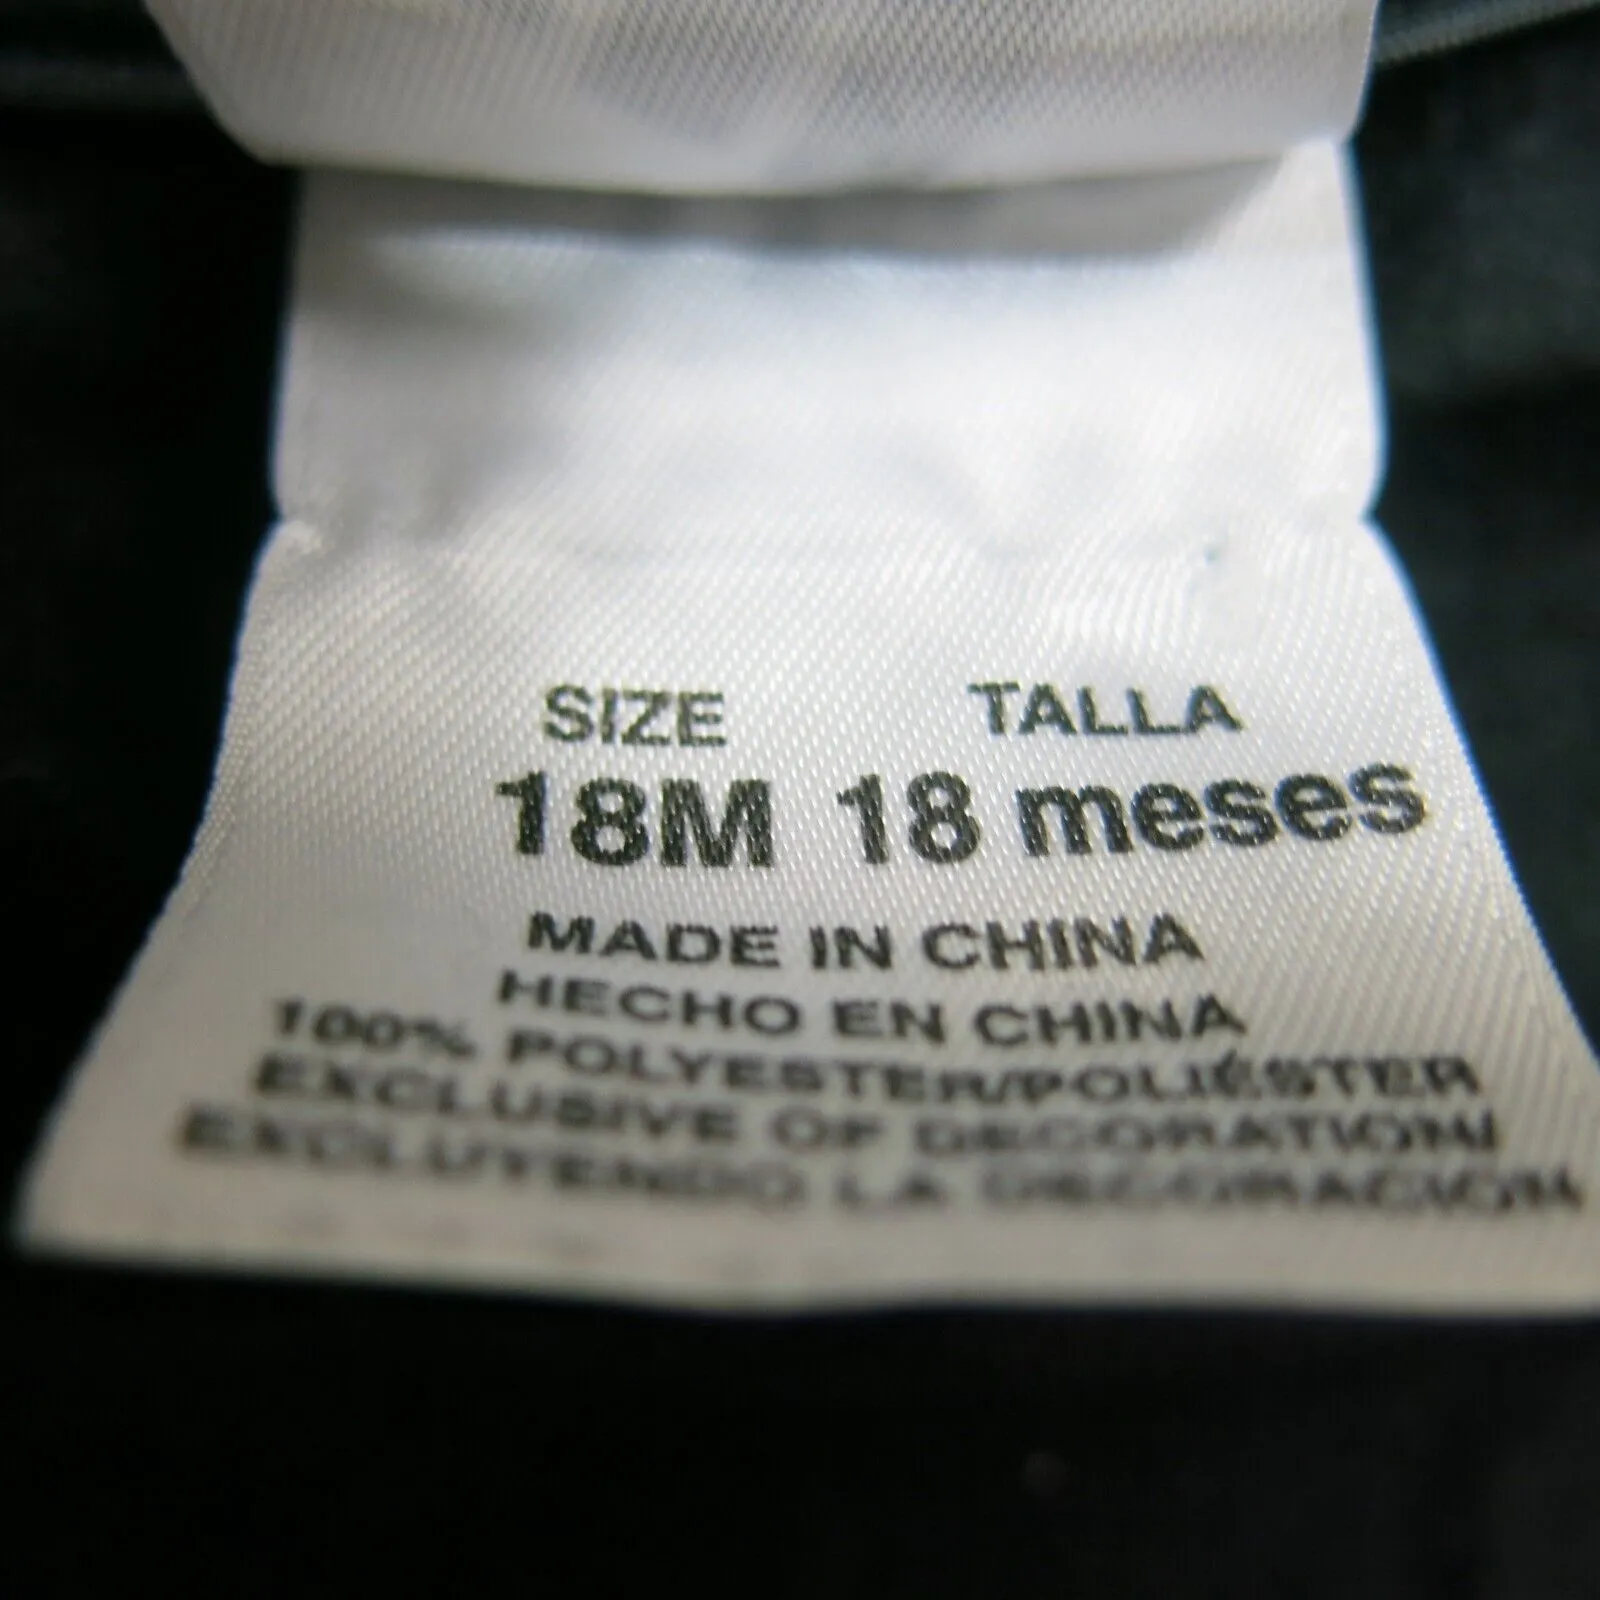 SIZE TALLA
18M 18 meses
MADE IN CHINA
HECHO EN CHINA
100% POLYESTER/POLIÉSTER
EXCLUSIVE OF DECORATION/
EXCLUYENDO LA DECORACIÓN